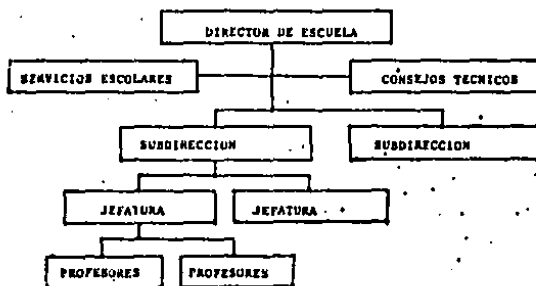 DIRECTOR DE ESCUELA
SERVICIOS ESCOLARES
CONSEJOS TECNICOS
SUBDIRECCION
SUBDIRECCION
JEFATURA
JEFATURA
PROFESORES
PROFESORES